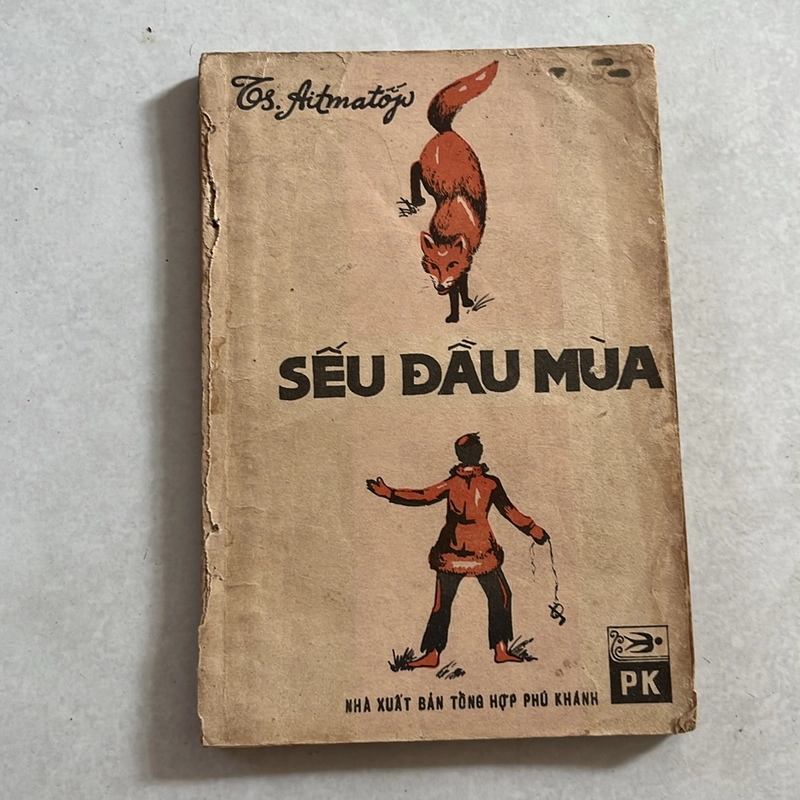 Ts. Aitmatốp
SẾU ĐẦU MÙA
NHÀ XUẤT BẢN TỔNG HỢP PHÚ KHÁNH
PK